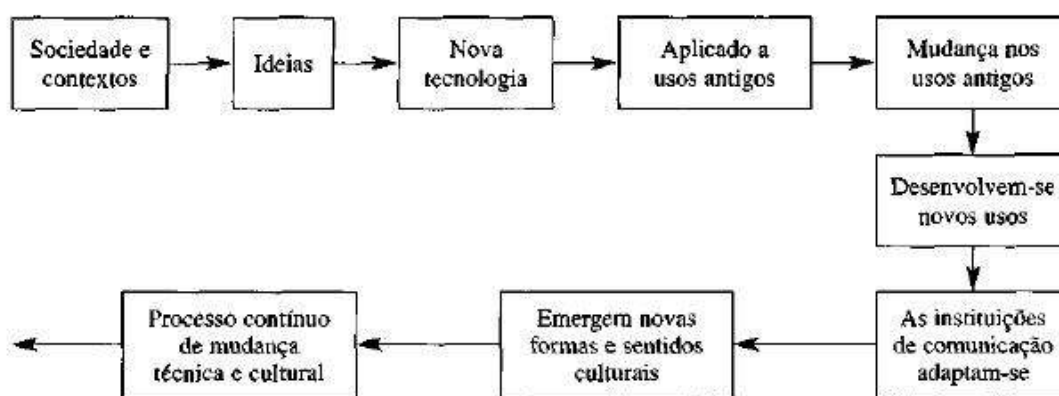 Sociedade e
contextos
Ideias
Nova
tecnologia
Aplicado a
usos antigos
Mudança nos
usos antigos
Desenvolvem-se
novos usos
As instituições
de comunicação
adaptam-se
Emergem novas
formas e sentidos
culturais
Processo contínuo
de mudança
técnica e cultural